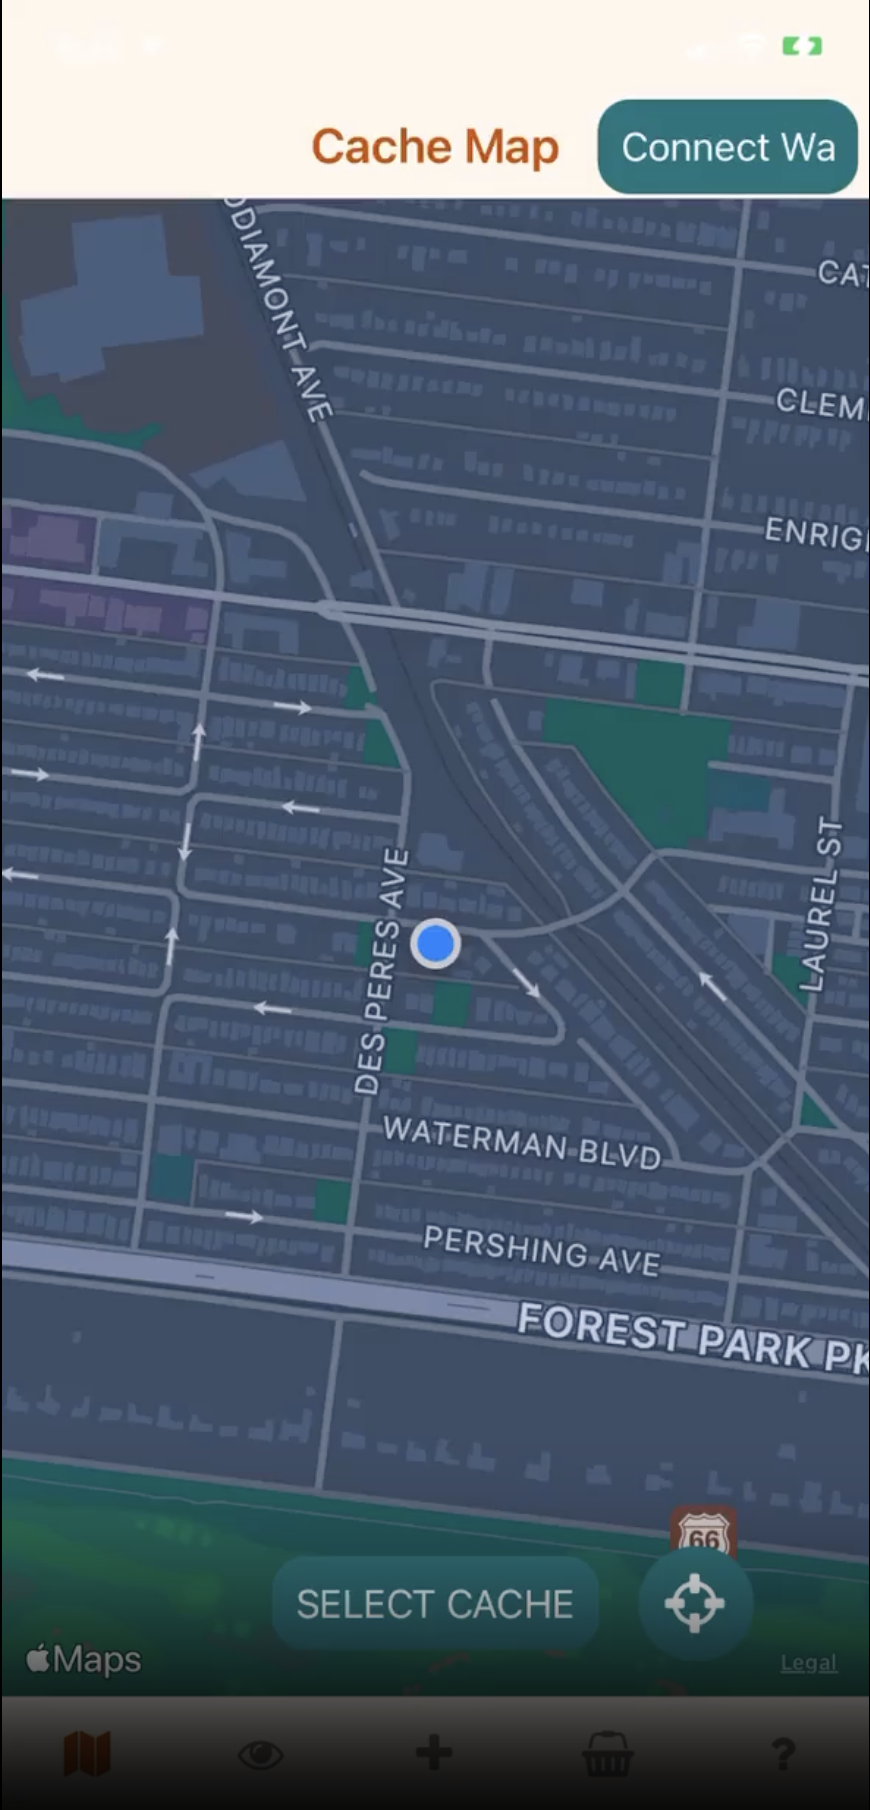 Cache Map
Connect Wa
ODIAMONT AVE
CAT
CLEM
ENRIG
LAUREL ST
DES PERES AVE
WATERMAN BLVD
PERSHING AVE
FOREST PARK PK
66
SELECT CACHE
Maps
Legal
?